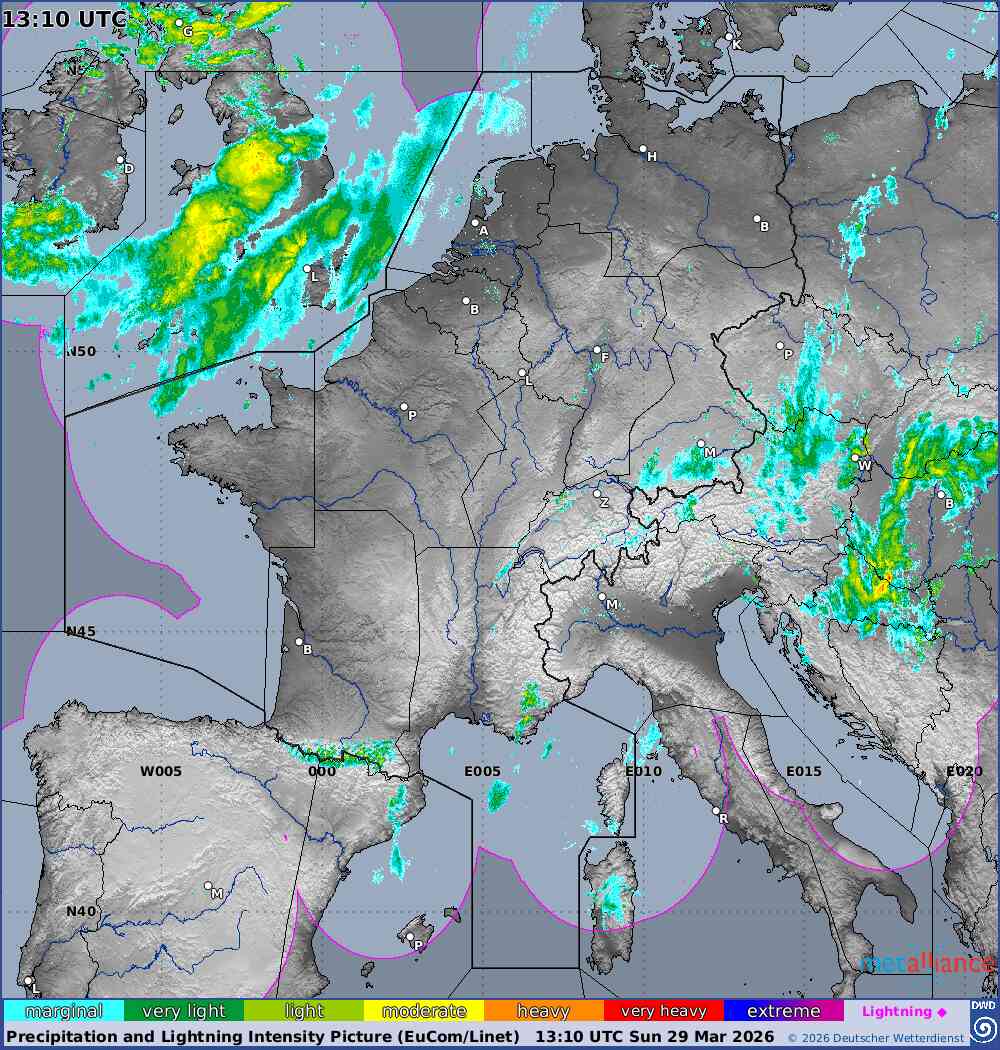 13:10 UTC
G
K
N55
H
D
A
B
L
B
N50
P
F
L
P
M
W
Z
B
M
N45
B
W005
000
E005
E010
E015
E020
R
M
N40
P
metalliance
L
marginal very light light moderate heavy very heavy extreme Lightning ◆
DWD
Precipitation and Lightning Intensity Picture (EuCom/Linet) 13:10 UTC Sun 29 Mar 2026 © 2026 Deutscher Wetterdienst